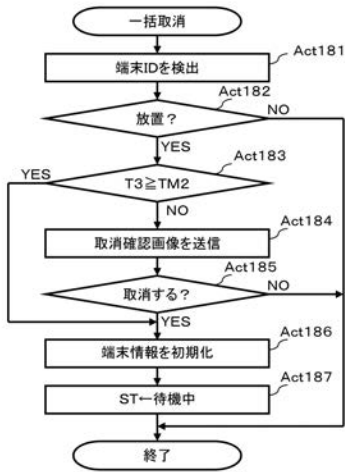 一括取消
Act181
端末IDを検出
Act182
放置？
NO
YES
Act183
YES
T3≧TM2
NO
Act184
取消確認画像を送信
Act185
取消する？
NO
YES
Act186
端末情報を初期化
Act187
ST←待機中
終了